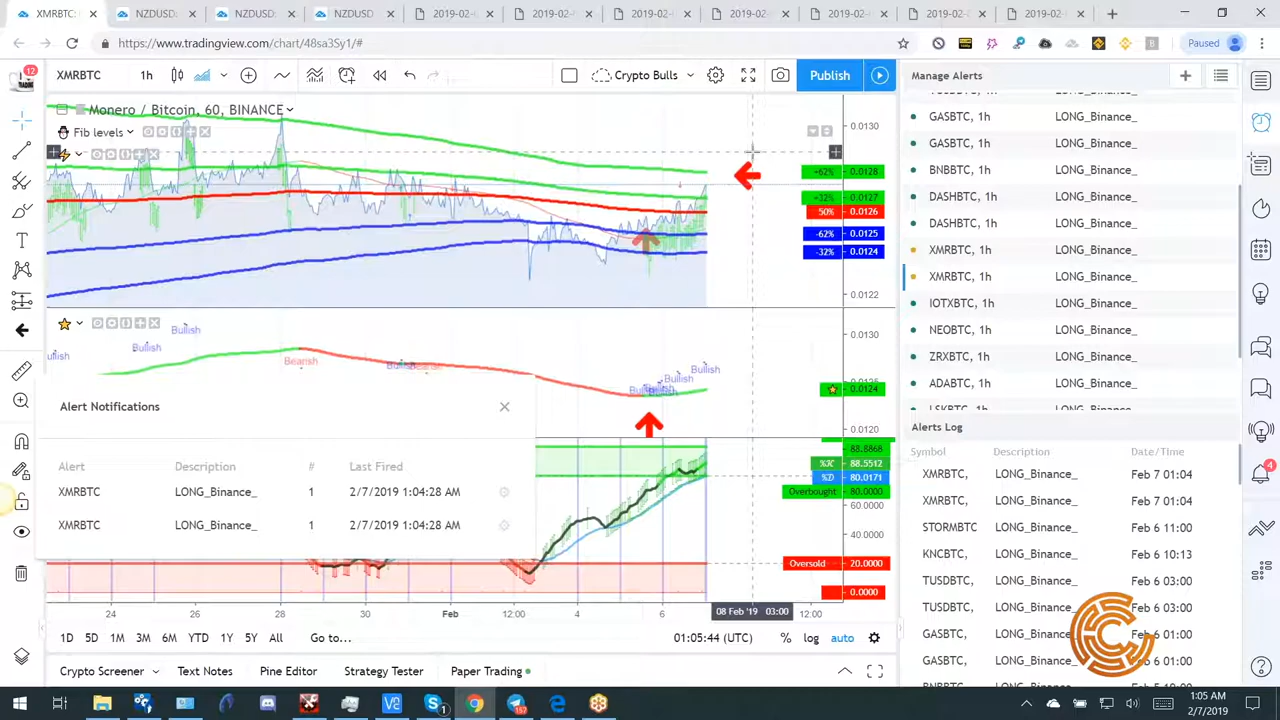 XMRBTC:
NZDUSD:
NZDUSD
2019-02-
2019-02-
2019-02-
2019-02-
2019-02-
2019-02-
2019-02-
https://www.tradingview.com/chart/48sa3Sy1/#
Paused
12
XMRBTC
1h
Crypto Bulls
Publish
Manage Alerts
Monero / Bitcoin, 60, BINANCE
Fib levels
0.0130
+62% 0.0128
+32% 0.0127
50% 0.0126
-62% 0.0125
-32% 0.0124
0.0122
GASBTC, 1h LONG_Binance_
GASBTC, 1h LONG_Binance_
BNBBTC, 1h LONG_Binance_
DASHBTC, 1h LONG_Binance_
DASHBTC, 1h LONG_Binance_
XMRBTC, 1h LONG_Binance_
XMRBTC, 1h LONG_Binance_
IOTXBTC, 1h LONG_Binance_
NEOBTC, 1h LONG_Binance_
ZRXBTC, 1h LONG_Binance_
ADABTC, 1h LONG_Binance_
LSKBTC, 1h LONG_Binance_
Bullish
Bullish
Bearish
Bullish
Bullish
Bullish
0.0130
0.0124
0.0120
Alert Notifications
Alert Description # Last Fired
XMRBTC LONG_Binance_ 1 2/7/2019 1:04:28 AM
XMRBTC LONG_Binance_ 1 2/7/2019 1:04:28 AM
88.8868
%K 88.5512
%D 80.0171
Overbought 80.0000
60.0000
40.0000
Oversold 20.0000
0.0000
Alerts Log
Symbol Description Date/Time
XMRBTC, LONG_Binance_ Feb 7 01:04
XMRBTC, LONG_Binance_ Feb 7 01:04
STORMBTC LONG_Binance_ Feb 6 11:00
KNCBTC, LONG_Binance_ Feb 6 10:13
TUSDBTC, LONG_Binance_ Feb 6 03:00
TUSDBTC, LONG_Binance_ Feb 6 03:00
GASBTC, LONG_Binance_ Feb 6 01:00
GASBTC, LONG_Binance_ Feb 6 01:00
4
24 26 28 30 Feb 12:00 4 6 08 Feb '19 03:00 12:00
1D 5D 1M 3M 6M YTD 1Y 5Y All Go to... 01:05:44 (UTC) % log auto
Crypto Screener Text Notes Pine Editor Strategy Tester Paper Trading
1
157
1:05 AM
2/7/2019